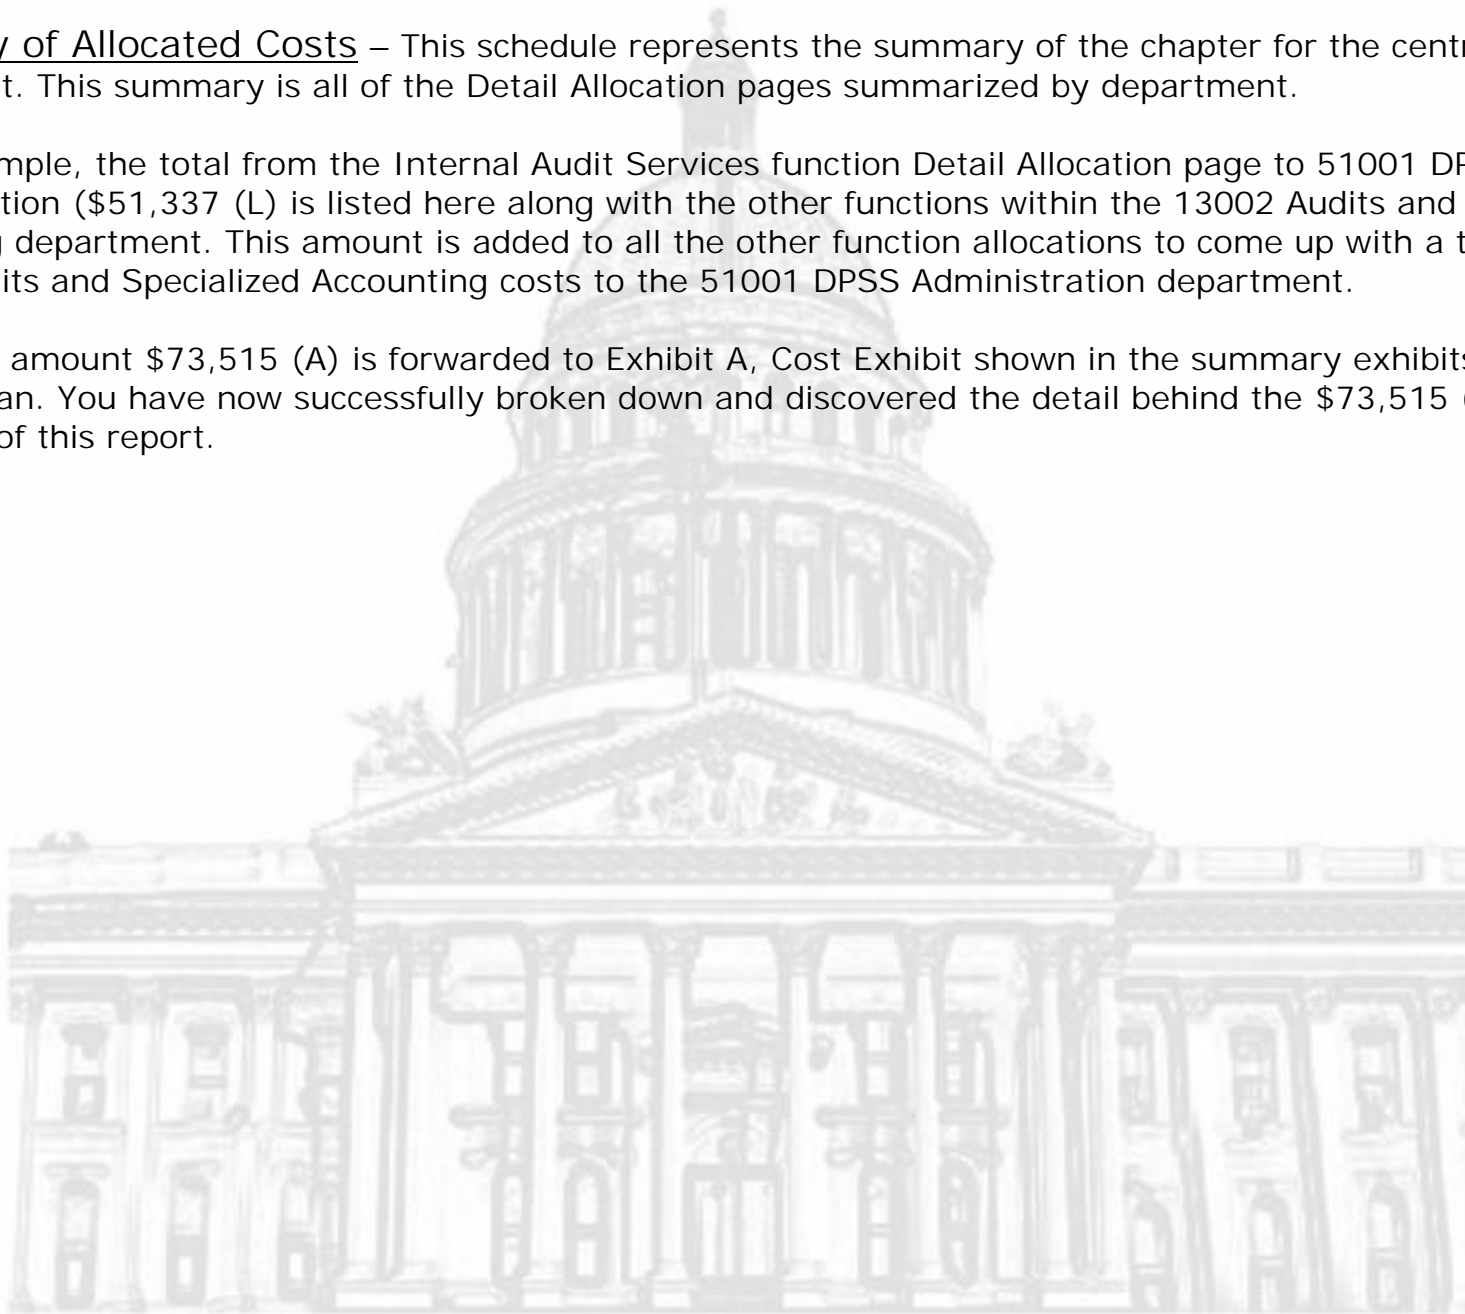 y of Allocated Costs – This schedule represents the summary of the chapter for the centr
t. This summary is all of the Detail Allocation pages summarized by department.
mple, the total from the Internal Audit Services function Detail Allocation page to 51001 DP
tion ($51,337 (L) is listed here along with the other functions within the 13002 Audits and
g department. This amount is added to all the other function allocations to come up with a t
its and Specialized Accounting costs to the 51001 DPSS Administration department.
amount $73,515 (A) is forwarded to Exhibit A, Cost Exhibit shown in the summary exhibits
an. You have now successfully broken down and discovered the detail behind the $73,515 (
of this report.